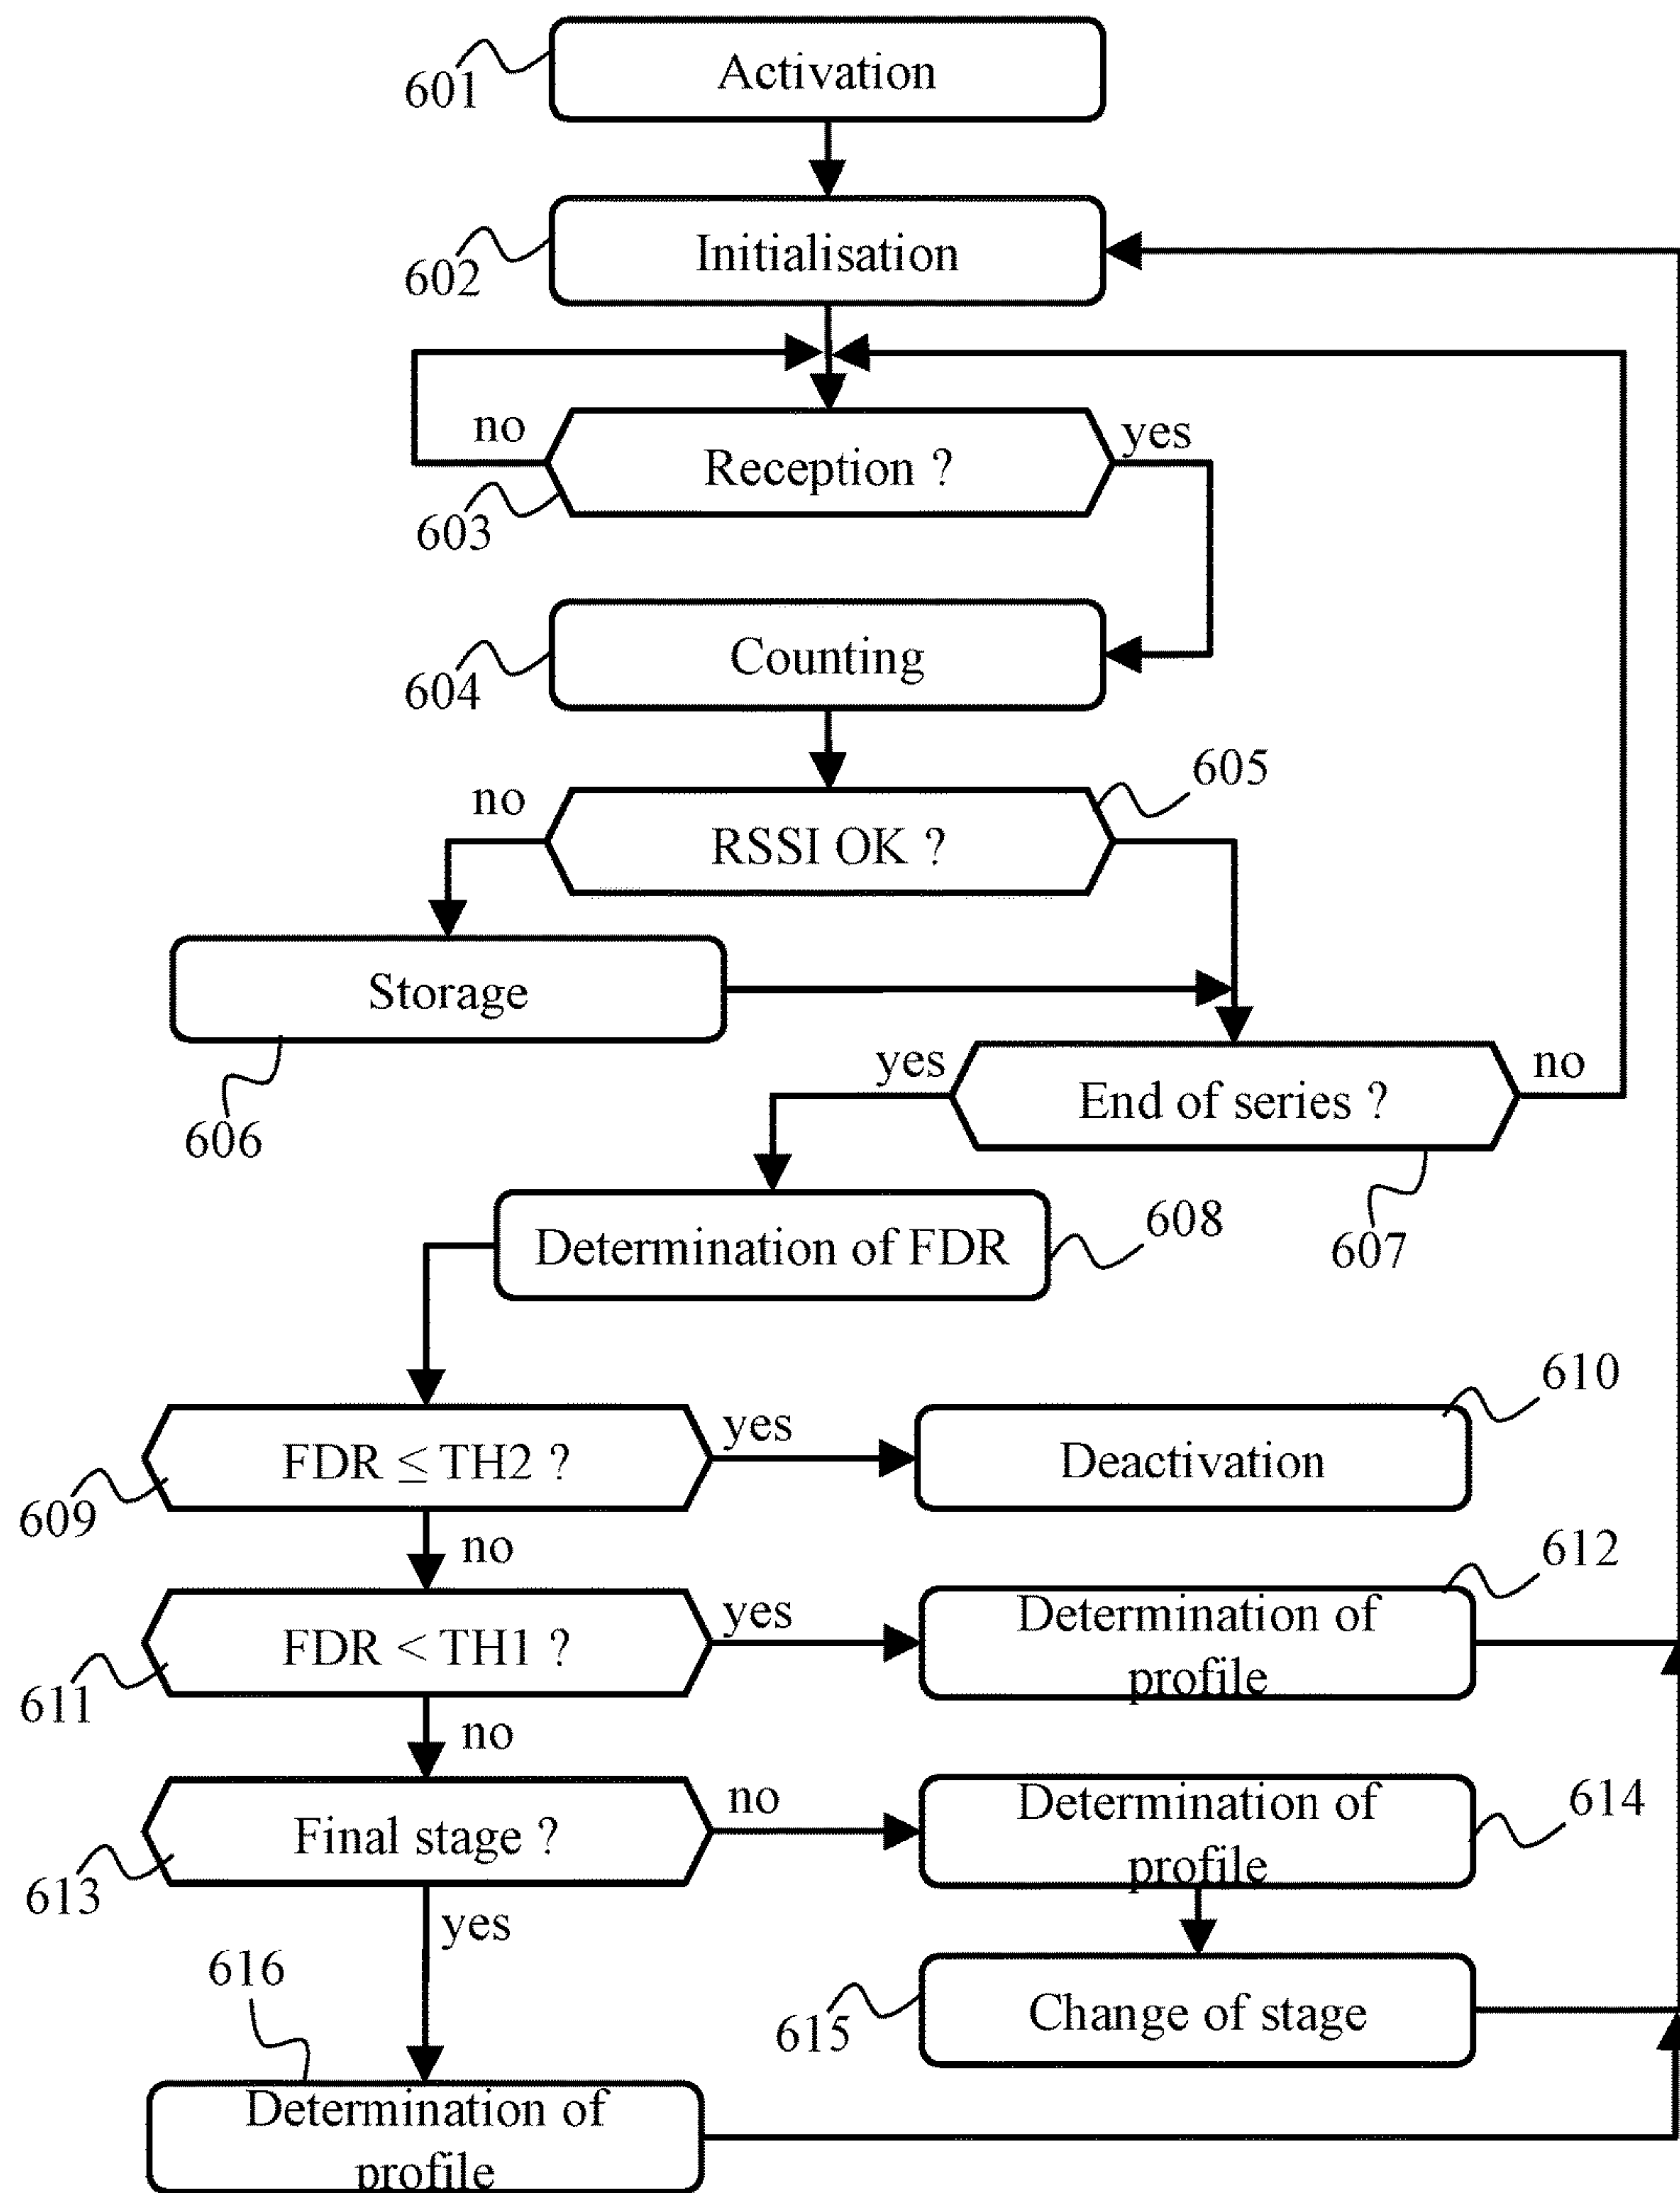 Activation
601
Initialisation
602
no
yes
Reception ?
603
Counting
604
605
no
RSSI OK ?
Storage
606
yes
no
End of series ?
607
608
Determination of FDR
610
FDR ≤ TH2 ?
yes
Deactivation
609
no
612
FDR < TH1 ?
yes
Determination of
profile
611
no
Final stage ?
no
Determination of
profile
614
613
yes
616
Change of stage
615
Determination of
profile